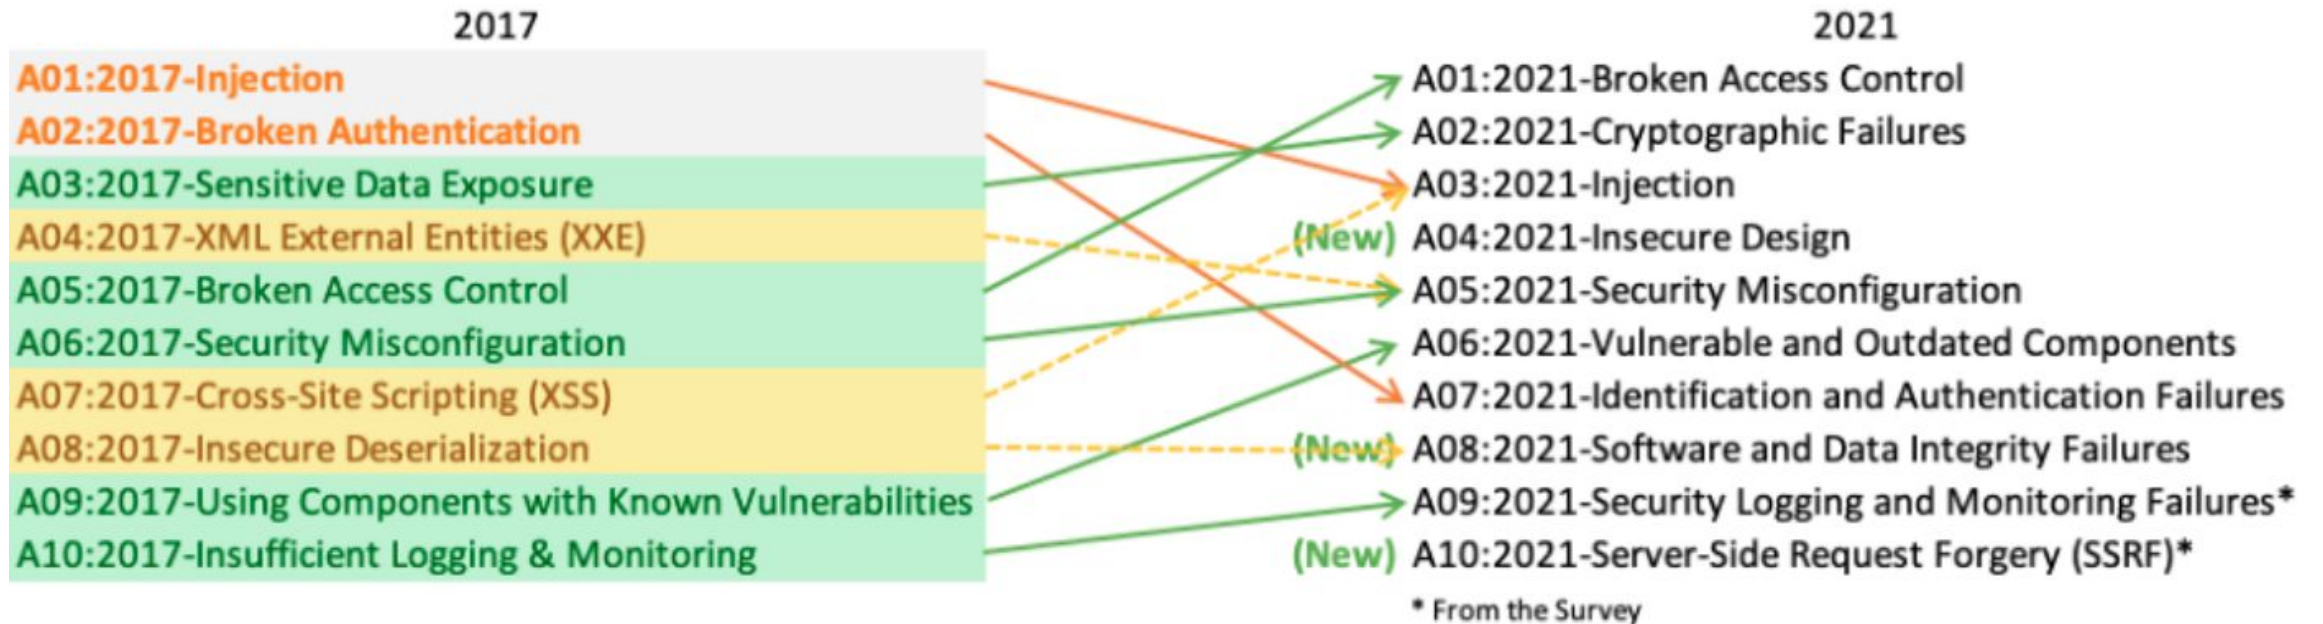 2017
A01:2017-Injection
A02:2017-Broken Authentication
A03:2017-Sensitive Data Exposure
A04:2017-XML External Entities (XXE)
A05:2017-Broken Access Control
A06:2017-Security Misconfiguration
A07:2017-Cross-Site Scripting (XSS)
A08:2017-Insecure Deserialization
A09:2017-Using Components with Known Vulnerabilities
A10:2017-Insufficient Logging & Monitoring
2021
A01:2021-Broken Access Control
A02:2021-Cryptographic Failures
A03:2021-Injection
(New) A04:2021-Insecure Design
A05:2021-Security Misconfiguration
A06:2021-Vulnerable and Outdated Components
A07:2021-Identification and Authentication Failures
(New) A08:2021-Software and Data Integrity Failures
A09:2021-Security Logging and Monitoring Failures*
(New) A10:2021-Server-Side Request Forgery (SSRF)*
* From the Survey